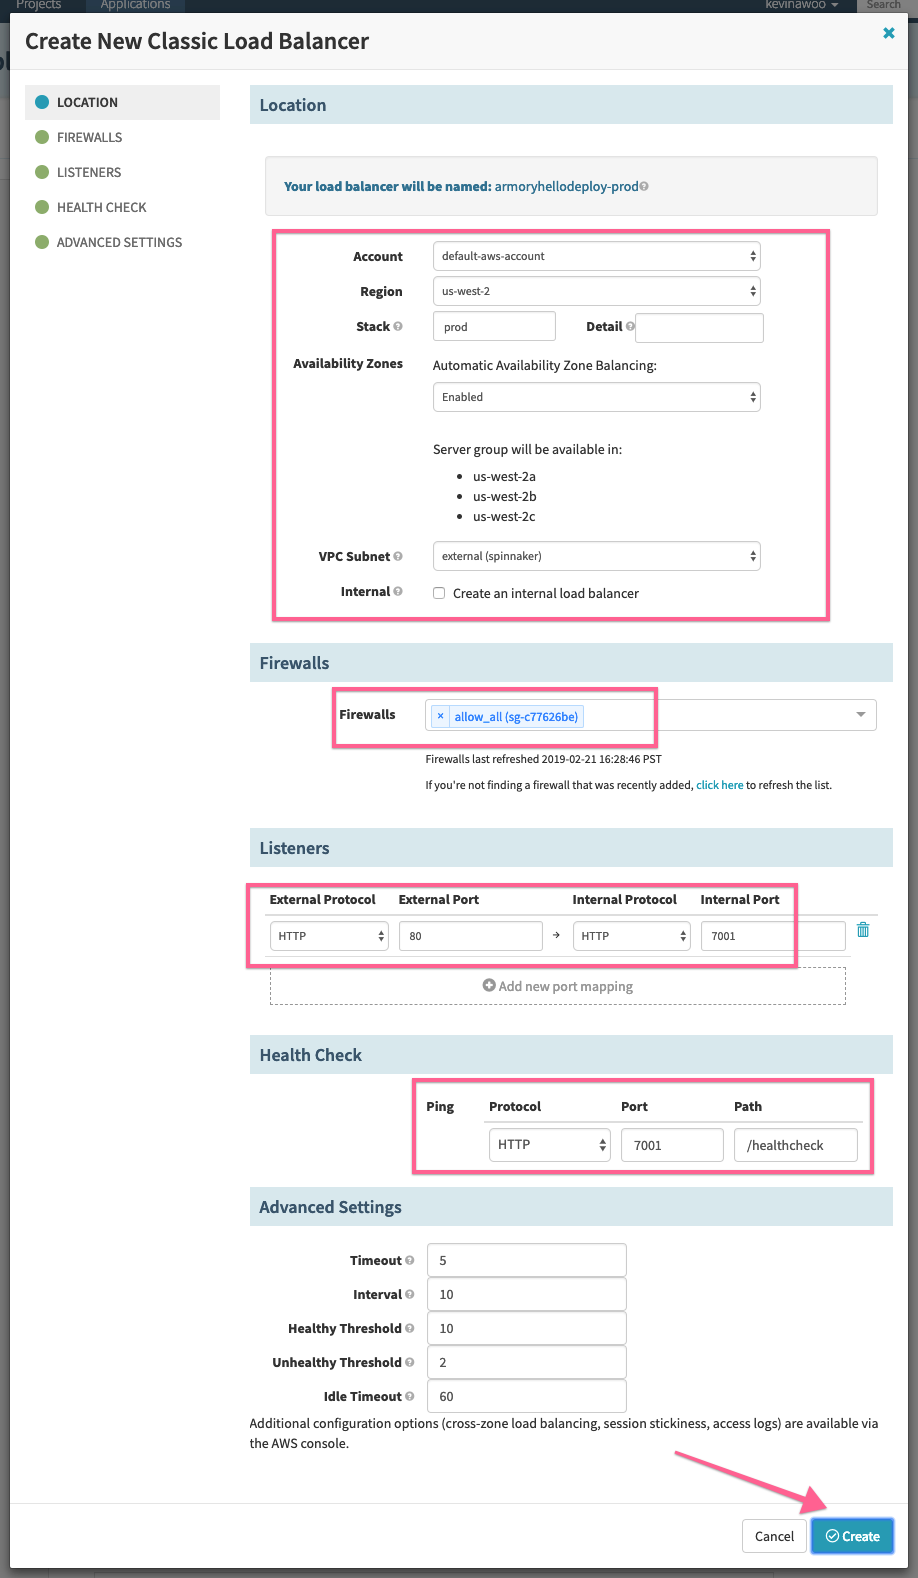 Projects Applications kevinawoo Search
Create New Classic Load Balancer
LOCATION
FIREWALLS
LISTENERS
HEALTH CHECK
ADVANCED SETTINGS
Location
Your load balancer will be named: armoryhellodeploy-prod
Account default-aws-account
Region us-west-2
Stack prod Detail
Availability Zones Automatic Availability Zone Balancing:
Enabled
Server group will be available in:
• us-west-2a
• us-west-2b
• us-west-2c
VPC Subnet external (spinnaker)
Internal Create an internal load balancer
Firewalls
Firewalls × allow_all (sg-c77626be)
Firewalls last refreshed 2019-02-21 16:28:46 PST
If you're not finding a firewall that was recently added, click here to refresh the list.
Listeners
External Protocol External Port Internal Protocol Internal Port
HTTP 80 → HTTP 7001
Add new port mapping
Health Check
Ping Protocol Port Path
HTTP 7001 /healthcheck
Advanced Settings
Timeout 5
Interval 10
Healthy Threshold 10
Unhealthy Threshold 2
Idle Timeout 60
Additional configuration options (cross-zone load balancing, session stickiness, access logs) are available via
the AWS console.
Cancel Create